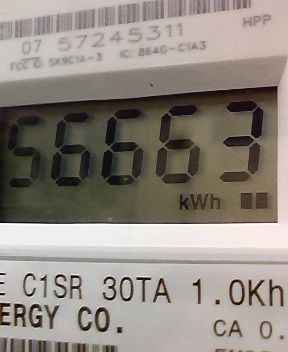 HPP
07 57245311
FCC ID: SK9C1A-3 IC: 864G-C1A3
56663
kWh
E C1SR 30TA 1.0Kh
ERGY CO.
CA 0.